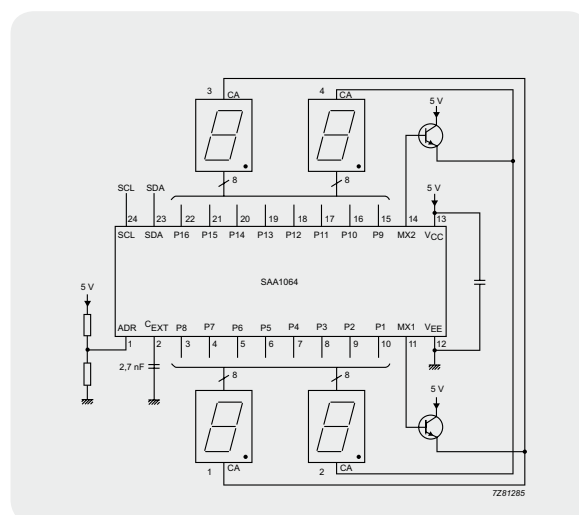 3 CA 4 CA 5 V
8 8
SCL SDA 5 V
24 23 22 21 20 19 18 17 16 15 14 13
SCL SDA P16 P15 P14 P13 P12 P11 P10 P9 MX2 VCC
SAA1064
5 V
ADR CEXT P8 P7 P6 P5 P4 P3 P2 P1 MX1 VEE
1 2 3 4 5 6 7 8 9 10 11 12
2,7 nF
8 8 5 V
1 CA 2 CA
7Z81285